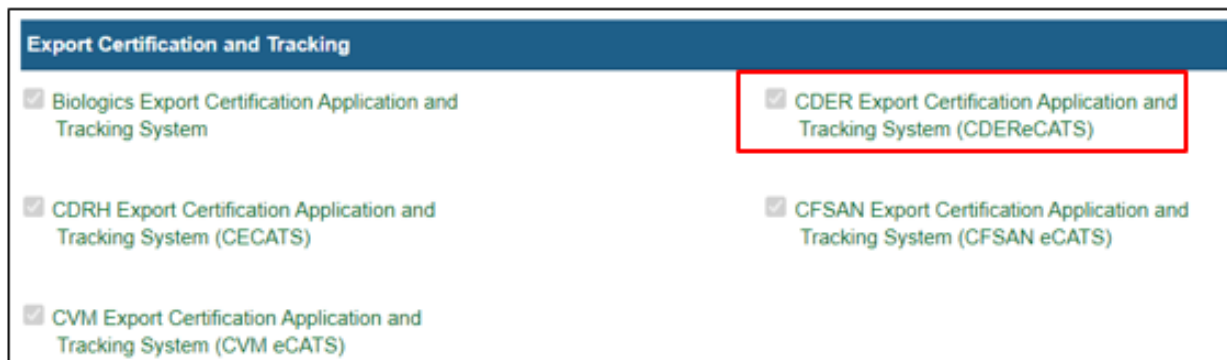 Export Certification and Tracking
Biologics Export Certification Application and
Tracking System
CDER Export Certification Application and
Tracking System (CDEReCATS)
CDRH Export Certification Application and
Tracking System (CECATS)
CFSAN Export Certification Application and
Tracking System (CFSAN eCATS)
CVM Export Certification Application and
Tracking System (CVM eCATS)